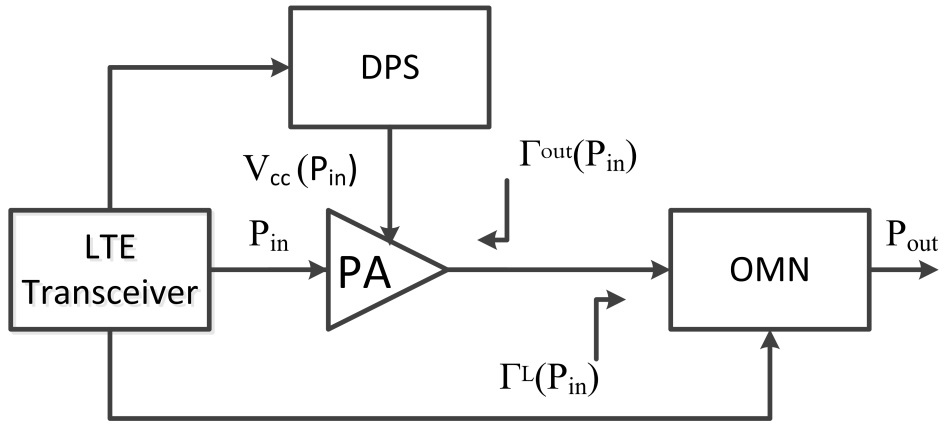 DPS
Γout(Pin)
Vcc (Pin)
Pin
Pout
LTE
Transceiver
PA
OMN
ΓL(Pin)